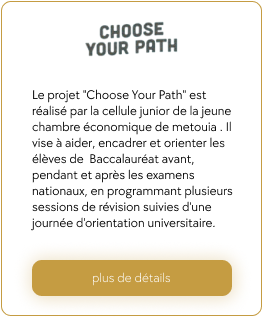 CHOOSE
YOUR PATH
Le projet "Choose Your Path" est
réalisé par la cellule junior de la jeune
chambre économique de metouia . Il
vise à aider, encadrer et orienter les
élèves de  Baccalauréat avant,
pendant et après les examens
nationaux, en programmant plusieurs
sessions de révision suivies d'une
journée d'orientation universitaire.
plus de détails